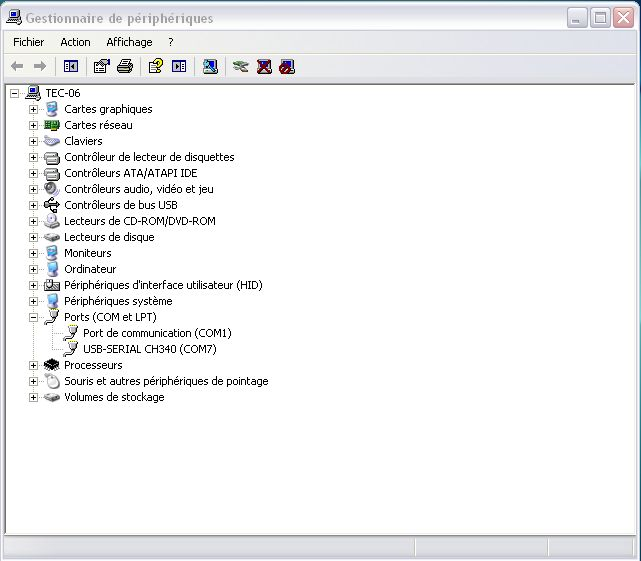 Gestionnaire de périphériques
Fichier Action Affichage ?
TEC-06
Cartes graphiques
Cartes réseau
Claviers
Contrôleur de lecteur de disquettes
Contrôleurs ATA/ATAPI IDE
Contrôleurs audio, vidéo et jeu
Contrôleurs de bus USB
Lecteurs de CD-ROM/DVD-ROM
Lecteurs de disque
Moniteurs
Ordinateur
Périphériques d'interface utilisateur (HID)
Périphériques système
Ports (COM et LPT)
Port de communication (COM1)
USB-SERIAL CH340 (COM7)
Processeurs
Souris et autres périphériques de pointage
Volumes de stockage